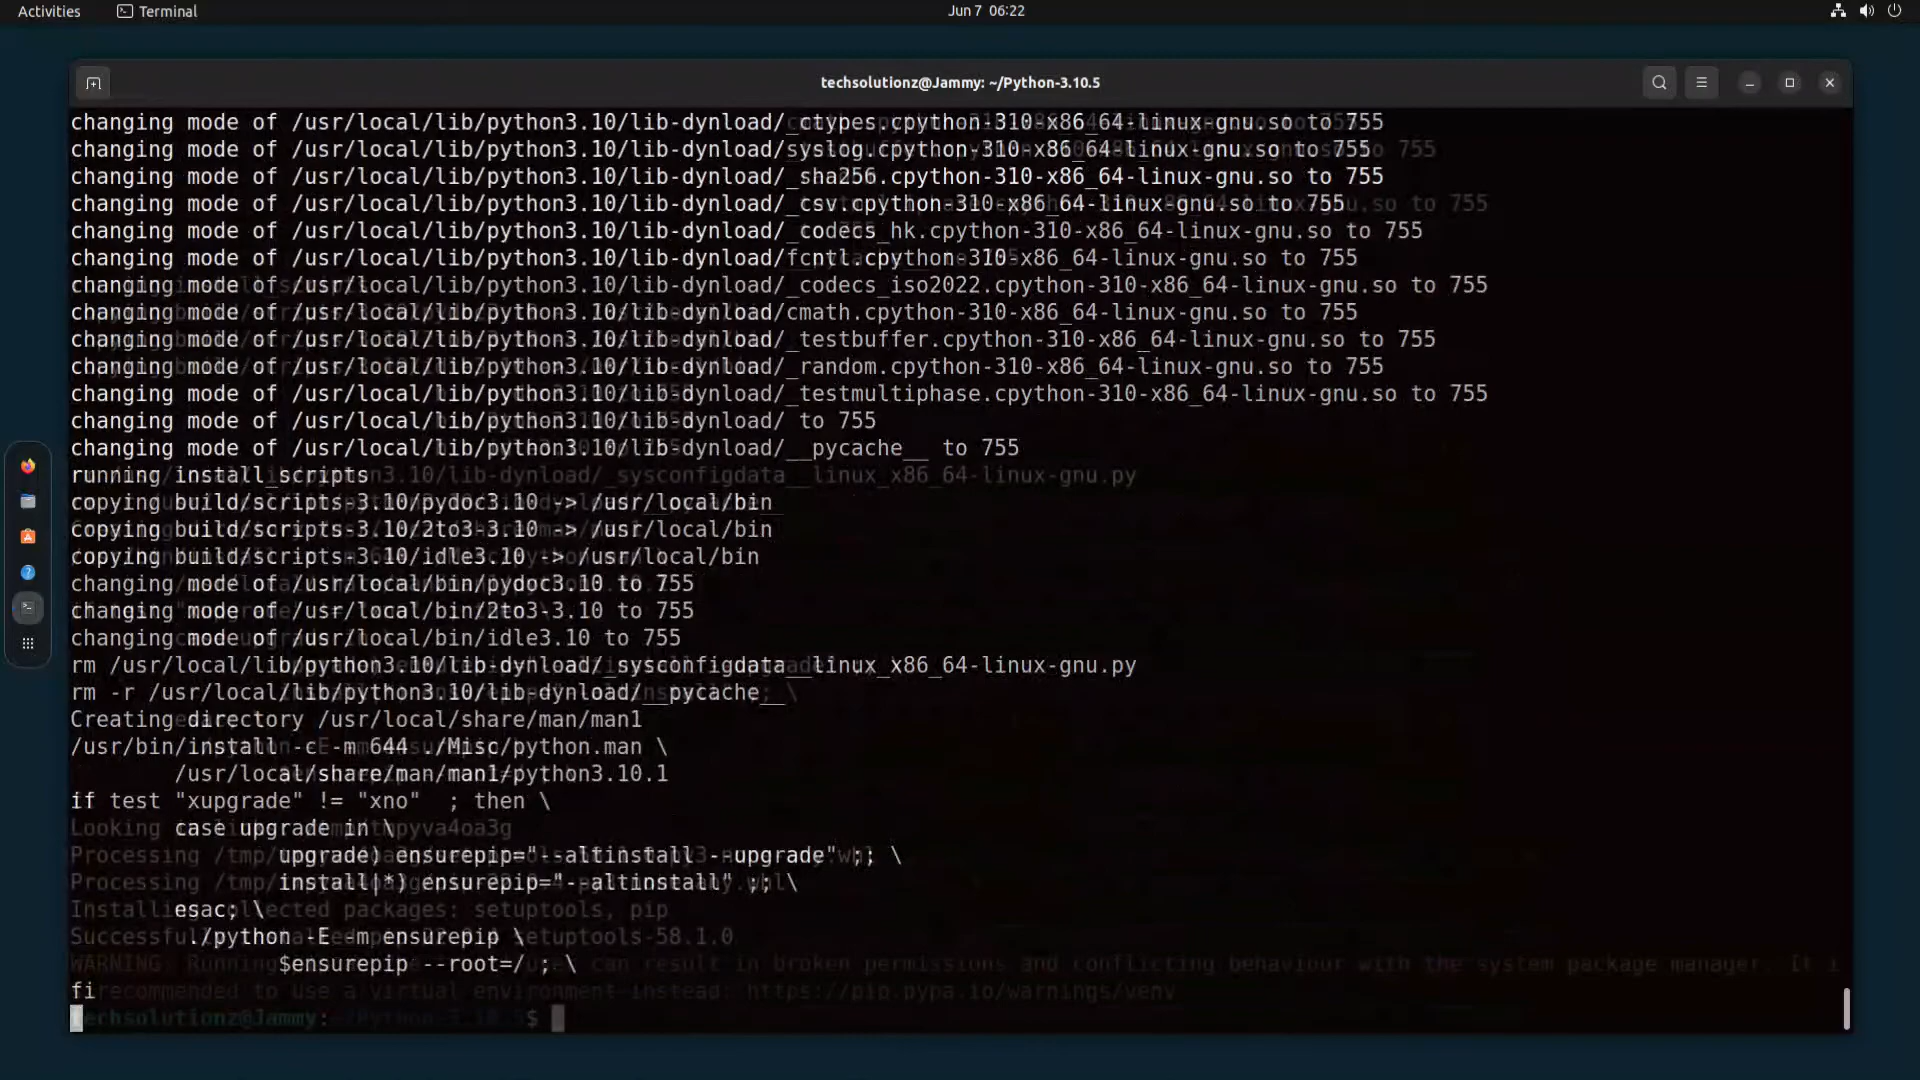 Activities
Terminal
Jun 7 06:22
techsolutionz@Jammy: ~/Python-3.10.5
changing mode of /usr/local/lib/python3.10/lib-dynload/_ctypes.cpython-310-x86_64-linux-gnu.so to 755
changing mode of /usr/local/lib/python3.10/lib-dynload/syslog.cpython-310-x86_64-linux-gnu.so to 755
changing mode of /usr/local/lib/python3.10/lib-dynload/_sha256.cpython-310-x86_64-linux-gnu.so to 755
changing mode of /usr/local/lib/python3.10/lib-dynload/_csv.cpython-310-x86_64-linux-gnu.so to 755
changing mode of /usr/local/lib/python3.10/lib-dynload/_codecs_hk.cpython-310-x86_64-linux-gnu.so to 755
changing mode of /usr/local/lib/python3.10/lib-dynload/fcntl.cpython-310-x86_64-linux-gnu.so to 755
changing mode of /usr/local/lib/python3.10/lib-dynload/_codecs_iso2022.cpython-310-x86_64-linux-gnu.so to 755
changing mode of /usr/local/lib/python3.10/lib-dynload/cmath.cpython-310-x86_64-linux-gnu.so to 755
changing mode of /usr/local/lib/python3.10/lib-dynload/_testbuffer.cpython-310-x86_64-linux-gnu.so to 755
changing mode of /usr/local/lib/python3.10/lib-dynload/_random.cpython-310-x86_64-linux-gnu.so to 755
changing mode of /usr/local/lib/python3.10/lib-dynload/_testmultiphase.cpython-310-x86_64-linux-gnu.so to 755
changing mode of /usr/local/lib/python3.10/lib-dynload/ to 755
changing mode of /usr/local/lib/python3.10/lib-dynload/__pycache__ to 755
running install_scripts
copying build/scripts-3.10/pydoc3.10 -> /usr/local/bin
copying build/scripts-3.10/2to3-3.10 -> /usr/local/bin
copying build/scripts-3.10/idle3.10 -> /usr/local/bin
changing mode of /usr/local/bin/pydoc3.10 to 755
changing mode of /usr/local/bin/2to3-3.10 to 755
changing mode of /usr/local/bin/idle3.10 to 755
rm /usr/local/lib/python3.10/lib-dynload/_sysconfigdata__linux_x86_64-linux-gnu.py
rm -r /usr/local/lib/python3.10/lib-dynload/__pycache__
Creating directory /usr/local/share/man/man1
/usr/bin/install -c -m 644 ./Misc/python.man \
/usr/local/share/man/man1/python3.10.1
if test "xupgrade" != "xno" ; then \
case upgrade in \
upgrade) ensurepip="--altinstall --upgrade" ;; \
install|*) ensurepip="--altinstall" ;; \
esac; \
./python -E -m ensurepip \
$ensurepip --root=/ ; \
fi
techsolutionz@Jammy:~/Python-3.10.5$